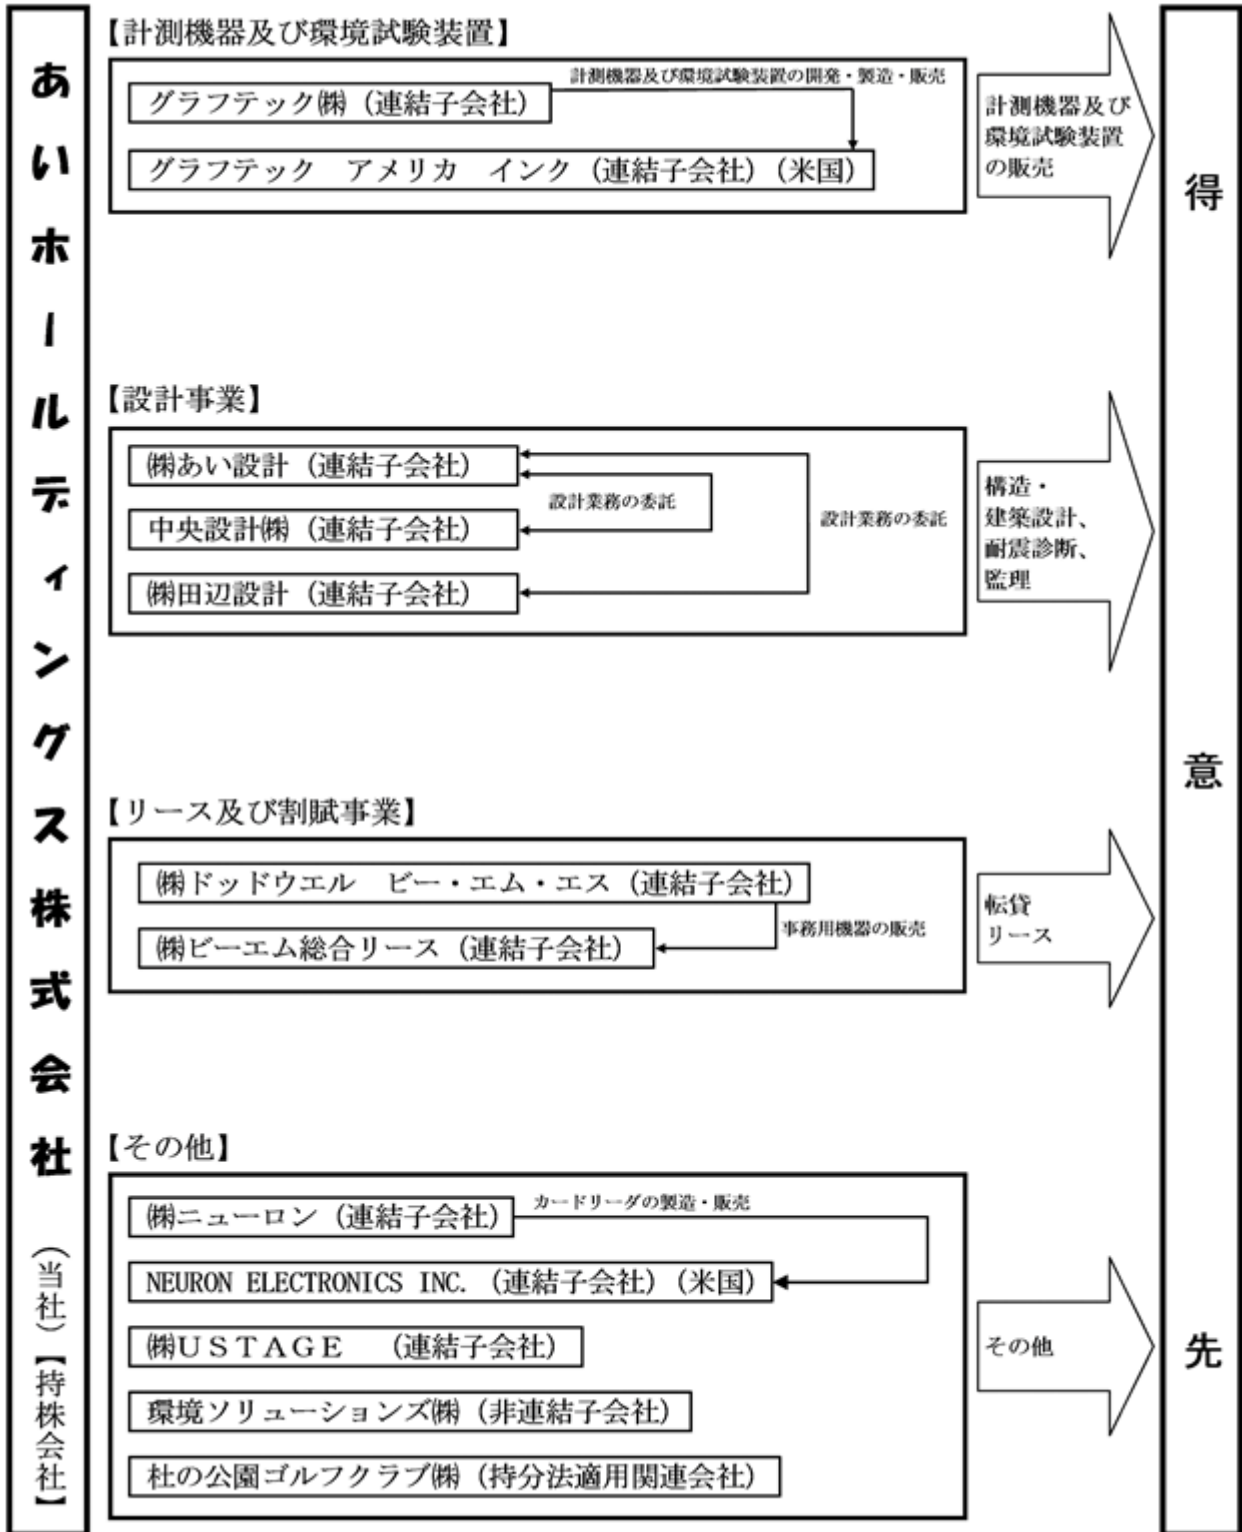 あいホールディングス株式会社
（当社）【持株会社】
【計測機器及び環境試験装置】
グラフテック㈱（連結子会社）
計測機器及び環境試験装置の開発・製造・販売
グラフテック　アメリカ　インク（連結子会社）（米国）
計測機器及び
環境試験装置
の販売
【設計事業】
㈱あい設計（連結子会社）
設計業務の委託
中央設計㈱（連結子会社）
設計業務の委託
㈱田辺設計（連結子会社）
構造・
建築設計、
耐震診断、
監理
【リース及び割賦事業】
㈱ドッドウエル　ビー・エム・エス（連結子会社）
事務用機器の販売
㈱ビーエム総合リース（連結子会社）
転貸
リース
【その他】
㈱ニューロン（連結子会社）
カードリーダの製造・販売
NEURON ELECTRONICS INC.（連結子会社）（米国）
㈱ＵＳＴＡＧＥ　（連結子会社）
環境ソリューションズ㈱（非連結子会社）
杜の公園ゴルフクラブ㈱（持分法適用関連会社）
その他
得意先